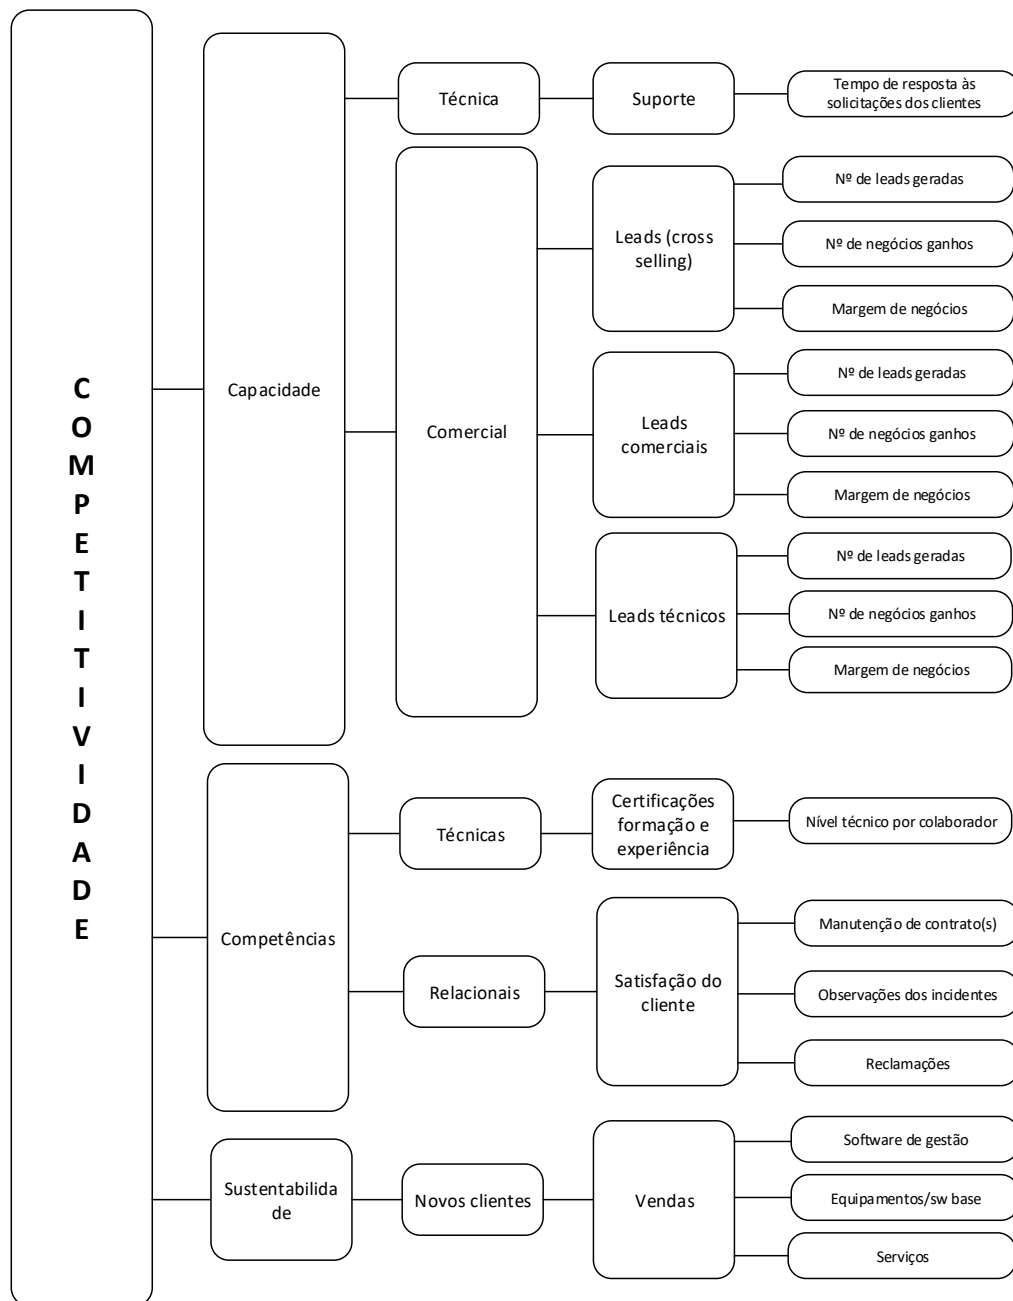 COMPETITIVIDADE
Capacidade
Técnica
Suporte
Tempo de resposta às
solicitações dos clientes
Comercial
Leads (cross
selling)
Nº de leads geradas
Nº de negócios ganhos
Margem de negócios
Leads
comerciais
Nº de leads geradas
Nº de negócios ganhos
Margem de negócios
Leads técnicos
Nº de leads geradas
Nº de negócios ganhos
Margem de negócios
Competências
Técnicas
Certificações
formação e
experiência
Nível técnico por colaborador
Relacionais
Satisfação do
cliente
Manutenção de contrato(s)
Observações dos incidentes
Reclamações
Sustentabilida
de
Novos clientes
Vendas
Software de gestão
Equipamentos/sw base
Serviços